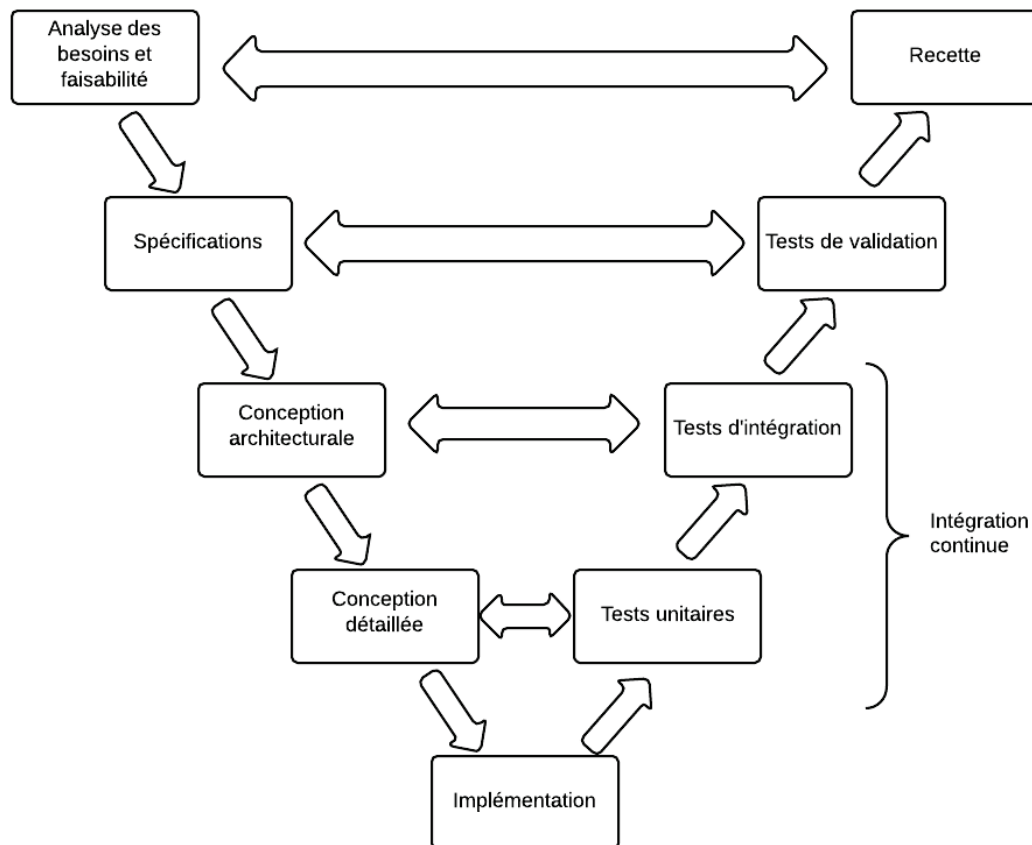 Analyse des
besoins et
faisabilité
Recette
Spécifications
Tests de validation
Conception
architecturale
Tests d'intégration
Intégration
continue
Conception
détaillée
Tests unitaires
Implémentation